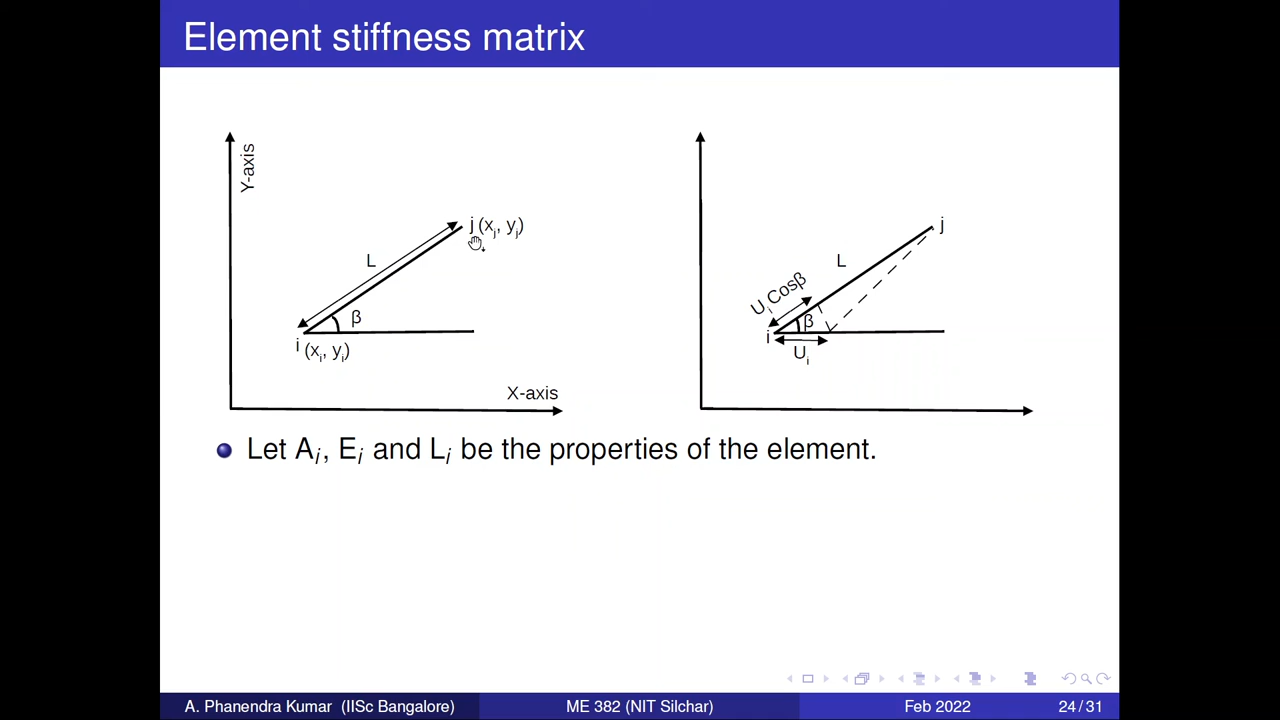 Element stiffness matrix
Y-axis
L
j (xj, yj)
β
i (xi, yi)
X-axis
L
j
Ui Cosβ
β
i
Ui
Let Ai, Ei and Li be the properties of the element.
A. Phanendra Kumar (IISc Bangalore) ME 382 (NIT Silchar) Feb 2022 24 / 31